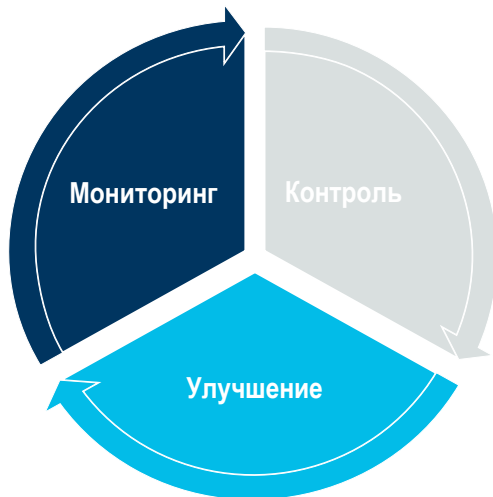 Мониторинг
Контроль
Улучшение